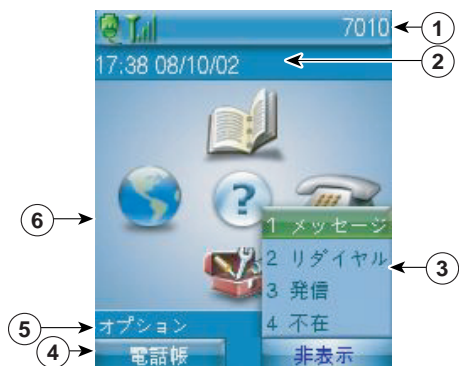 7010
17:38 08/10/02
?
1 メッセージ
2 リダイヤル
3 発信
4 不在
オプション
電話帳
非表示
1
2
3
4
5
6